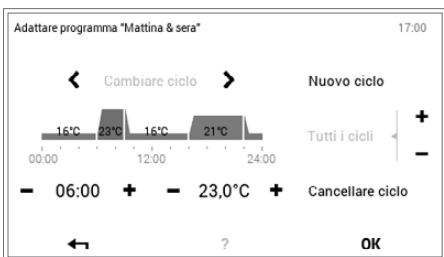 Adattare programma "Mattina & sera" 17:00
Cambiare ciclo Nuovo ciclo
16°C 23°C 16°C 21°C
Tutti i cicli
00:00 12:00 24:00
− 06:00 + − 23,0°C + Cancellare ciclo
? OK